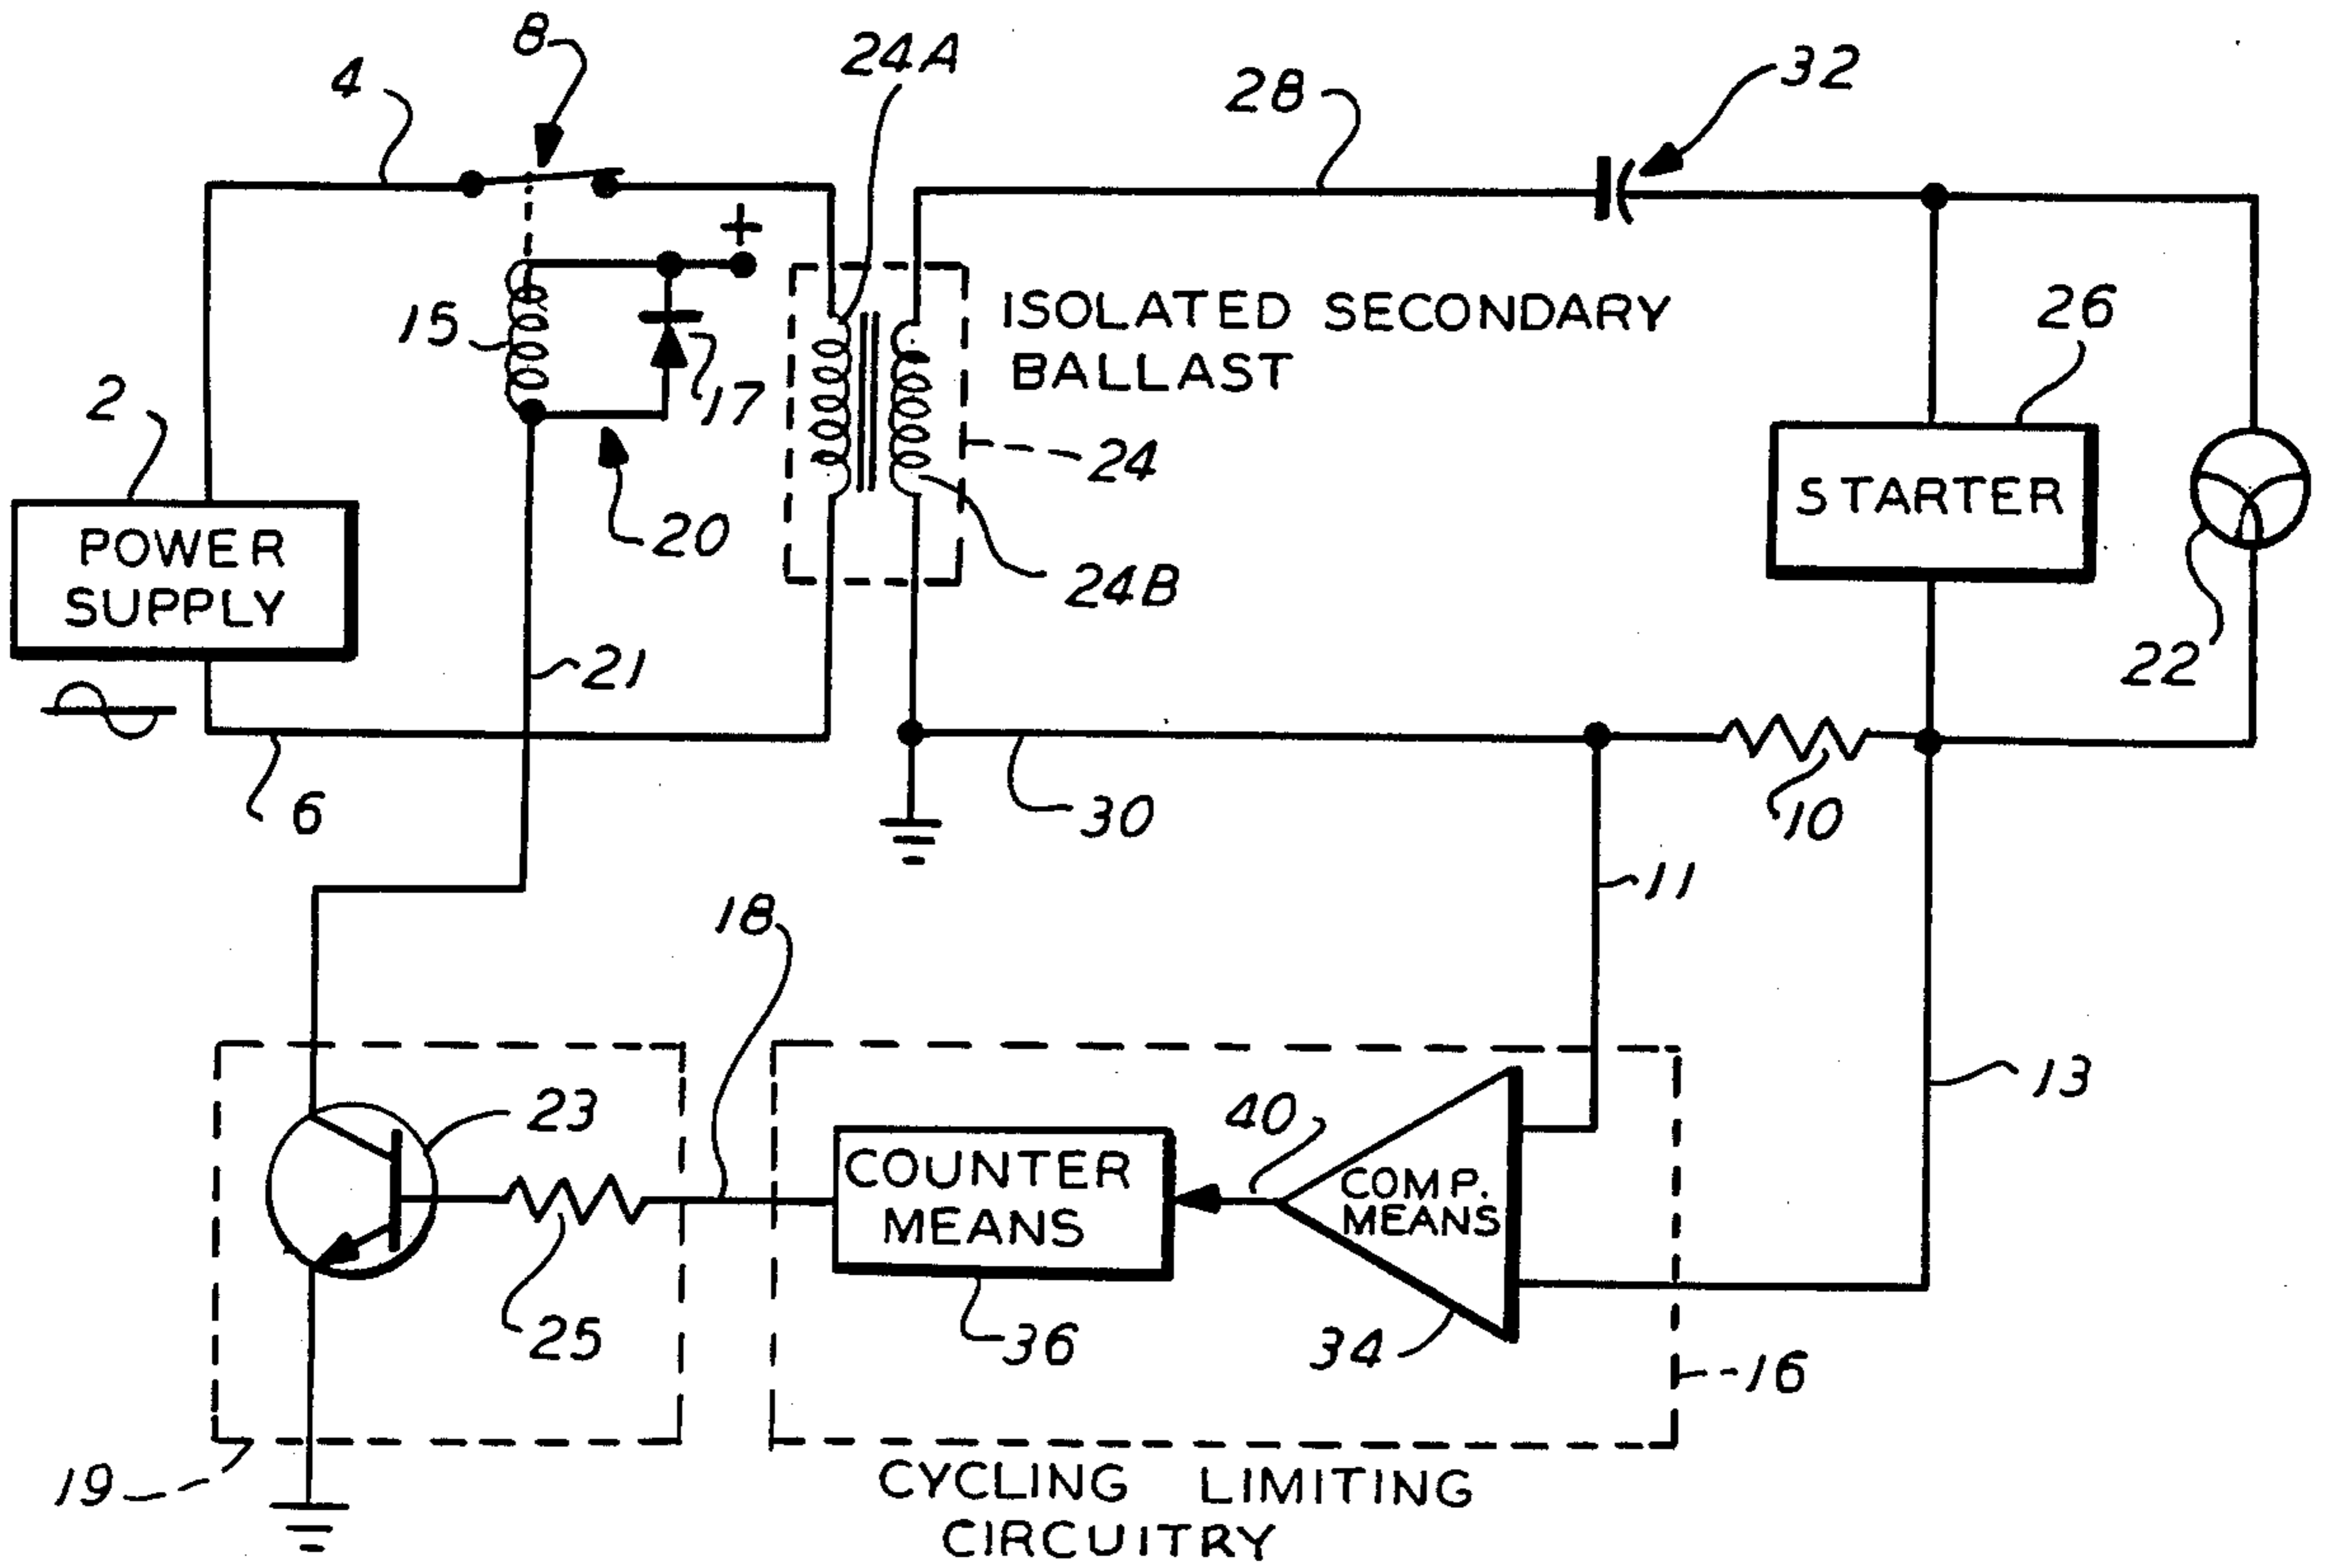 8
24A
4
28
32
+
ISOLATED SECONDARY
BALLAST
15
26
2
17
24
STARTER
20
POWER
SUPPLY
24B
22
21
6
30
10
11
18
13
23
40
COUNTER
MEANS
COMP.
MEANS
25
36
34
16
19
CYCLING LIMITING
CIRCUITRY